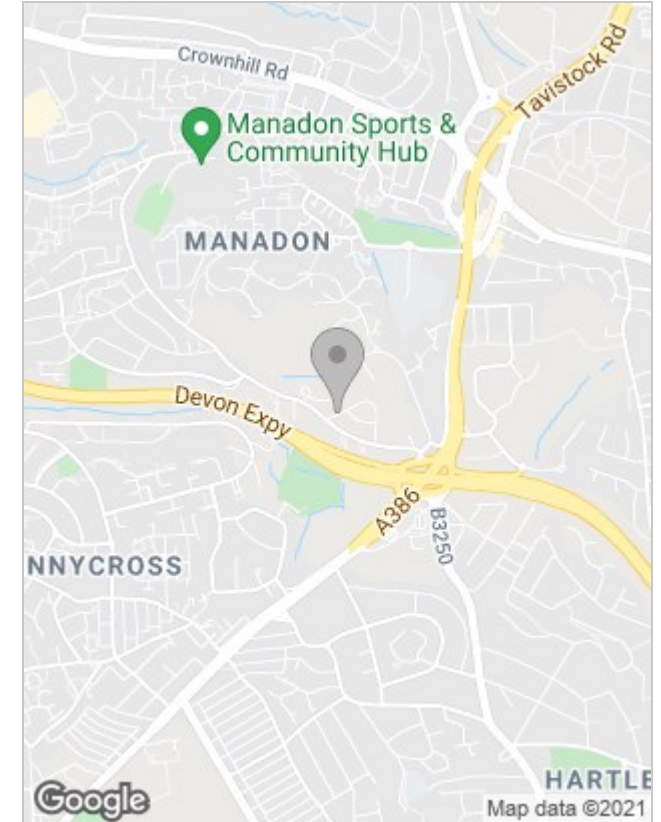 Crownhill Rd
Tavistock Rd
Manadon Sports &
Community Hub
MANADON
Devon Expy
A386
B3250
NNYCROSS
HARTLE
Google
Map data ©2021